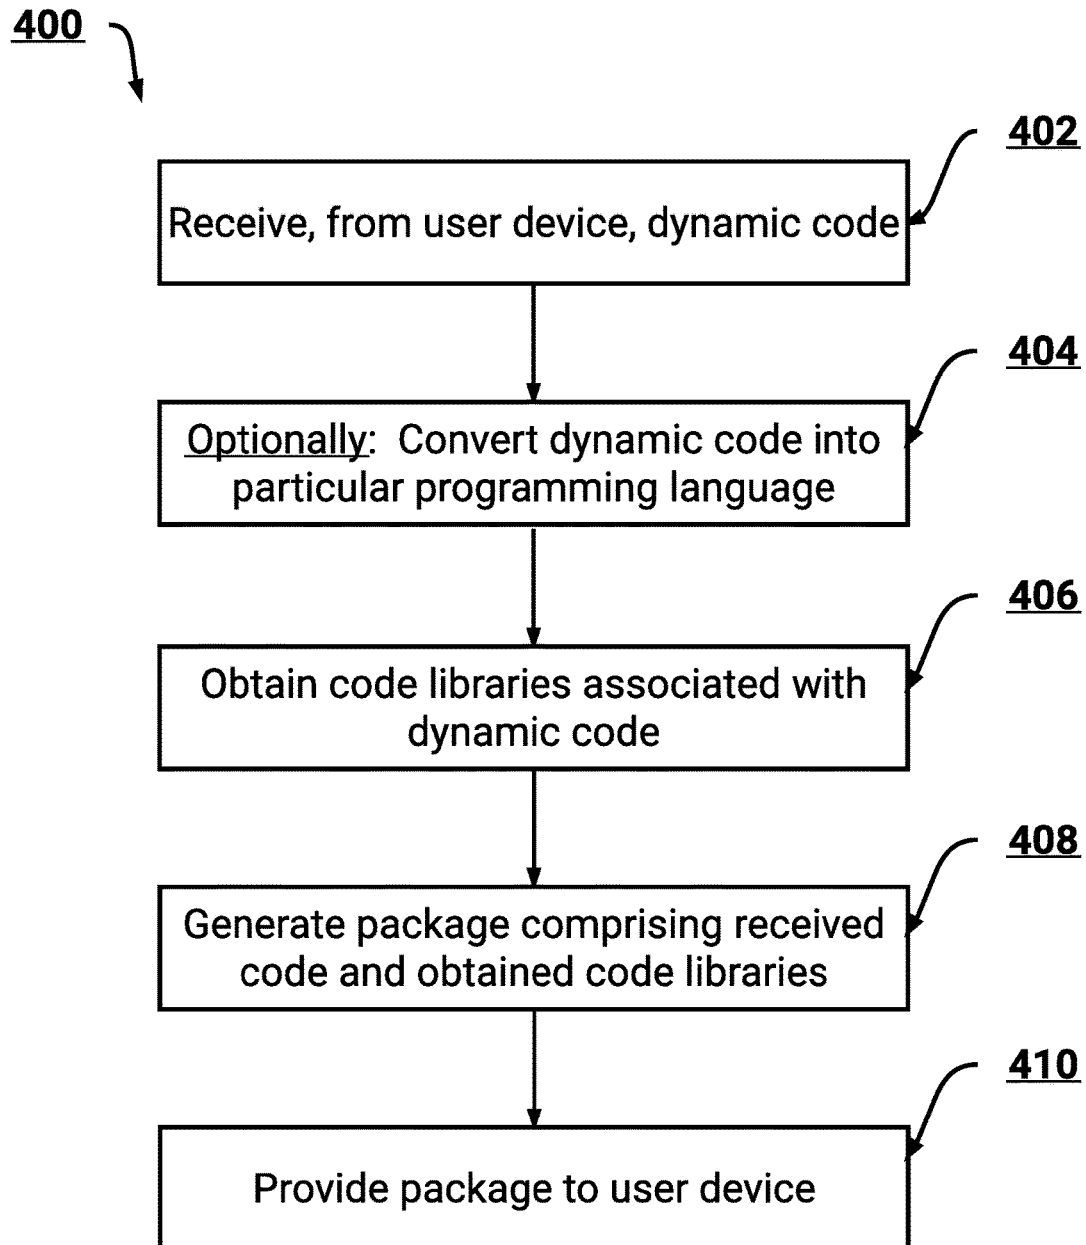 400
402
Receive, from user device, dynamic code
404
Optionally: Convert dynamic code into
particular programming language
406
Obtain code libraries associated with
dynamic code
408
Generate package comprising received
code and obtained code libraries
410
Provide package to user device